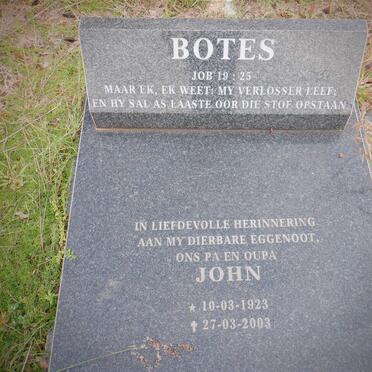 BOTES
JOB 19 : 25
MAAR EK, EK WEET: MY VERLOSSER LEEF;
EN HY SAL AS LAASTE OOR DIE STOF OPSTAAN
IN LIEFDEVOLLE HERINNERING
AAN MY DIERBARE EGGENOOT,
ONS PA EN OUPA
JOHN
★ 10-03-1923
✝ 27-03-2003